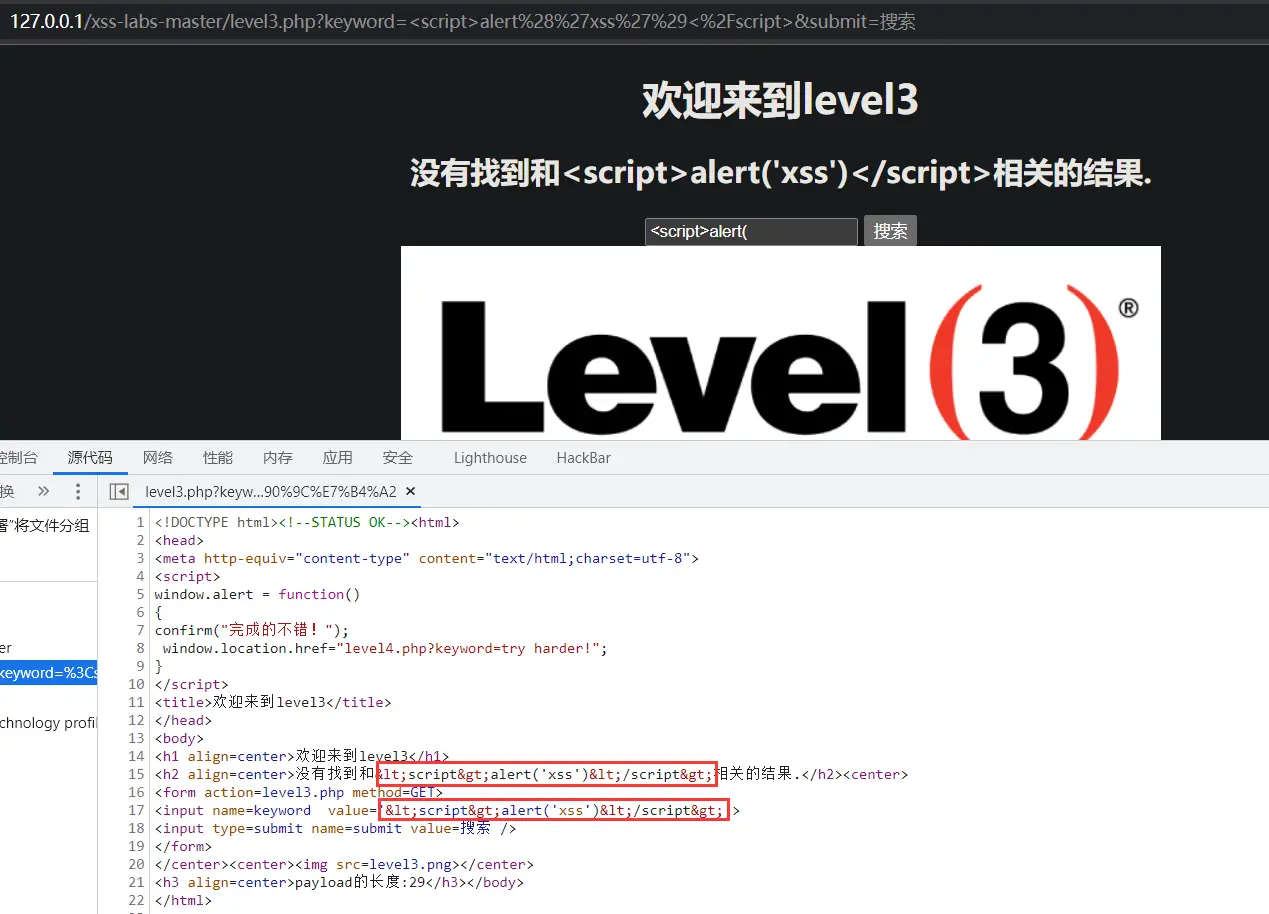 127.0.0.1/xss-labs-master/level3.php?keyword=<script>alert%28%27xss%27%29<%2Fscript>&submit=搜索
欢迎来到level3
没有找到和<script>alert('xss')</script>相关的结果.
<script>alert( 搜索
Level(3)®
控制台 源代码 网络 性能 内存 应用 安全 Lighthouse HackBar
换 » ⋮ level3.php?keyw...90%9C%E7%B4%A2 ×
署"将文件分组
er
keyword=%3Cs
chnology profil
1 <!DOCTYPE html><!--STATUS OK--><html>
2 <head>
3 <meta http-equiv="content-type" content="text/html;charset=utf-8">
4 <script>
5 window.alert = function()
6 {
7 confirm("完成的不错！");
8  window.location.href="level4.php?keyword=try harder!";
9 }
10 </script>
11 <title>欢迎来到level3</title>
12 </head>
13 <body>
14 <h1 align=center>欢迎来到level3</h1>
15 <h2 align=center>没有找到和&lt;script&gt;alert('xss')&lt;/script&gt;相关的结果.</h2><center>
16 <form action=level3.php method=GET>
17 <input name=keyword  value='&lt;script&gt;alert('xss')&lt;/script&gt;'>
18 <input type=submit name=submit value=搜索 />
19 </form>
20 </center><center><img src=level3.png></center>
21 <h3 align=center>payload的长度:29</h3></body>
22 </html>